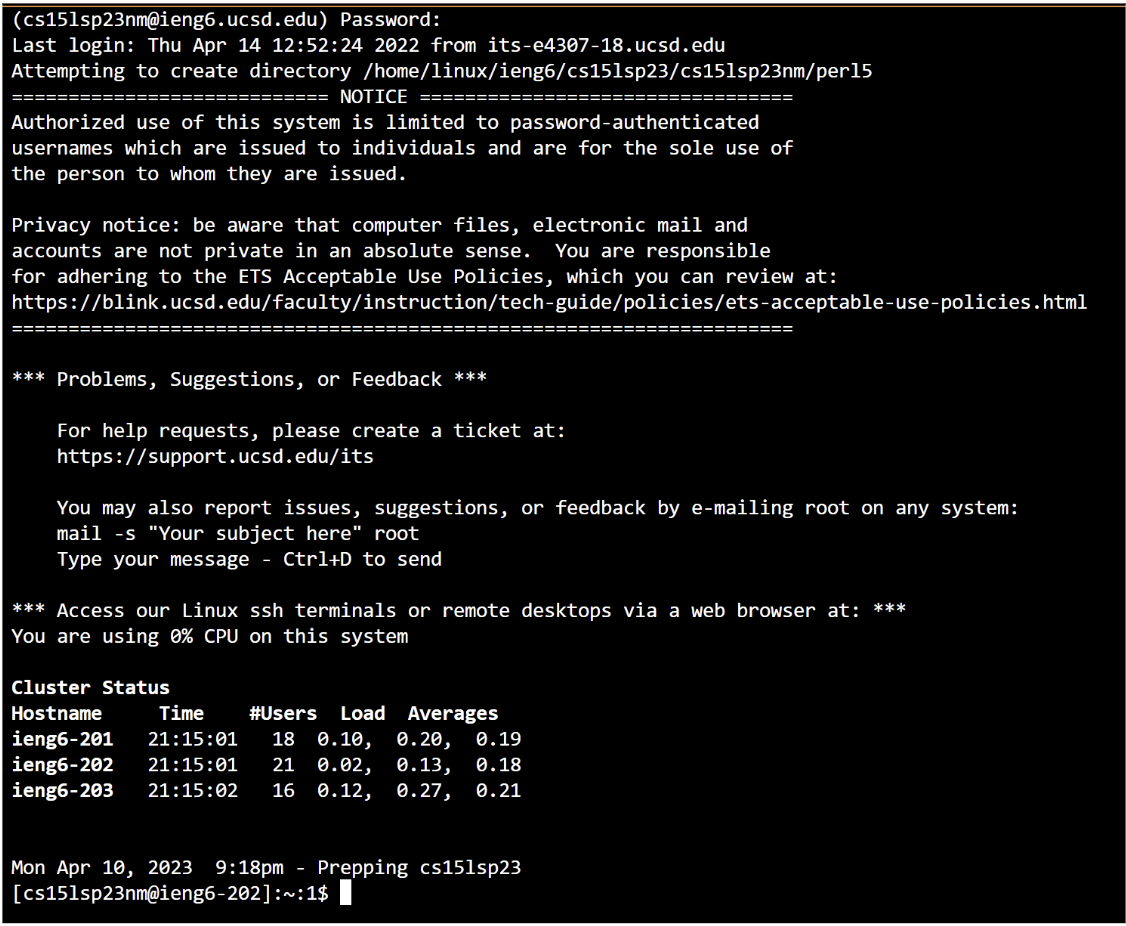 (cs15lsp23nm@ieng6.ucsd.edu) Password:
Last login: Thu Apr 14 12:52:24 2022 from its-e4307-18.ucsd.edu
Attempting to create directory /home/linux/ieng6/cs15lsp23/cs15lsp23nm/perl5
============================ NOTICE =================================
Authorized use of this system is limited to password-authenticated
usernames which are issued to individuals and are for the sole use of
the person to whom they are issued.

Privacy notice: be aware that computer files, electronic mail and
accounts are not private in an absolute sense.  You are responsible
for adhering to the ETS Acceptable Use Policies, which you can review at:
https://blink.ucsd.edu/faculty/instruction/tech-guide/policies/ets-acceptable-use-policies.html
=====================================================================

*** Problems, Suggestions, or Feedback ***

    For help requests, please create a ticket at:
    https://support.ucsd.edu/its

    You may also report issues, suggestions, or feedback by e-mailing root on any system:
    mail -s "Your subject here" root
    Type your message - Ctrl+D to send

*** Access our Linux ssh terminals or remote desktops via a web browser at: ***
You are using 0% CPU on this system

Cluster Status
Hostname     Time    #Users  Load  Averages
ieng6-201   21:15:01   18  0.10,  0.20,  0.19
ieng6-202   21:15:01   21  0.02,  0.13,  0.18
ieng6-203   21:15:02   16  0.12,  0.27,  0.21

Mon Apr 10, 2023  9:18pm - Prepping cs15lsp23
[cs15lsp23nm@ieng6-202]:~:1$